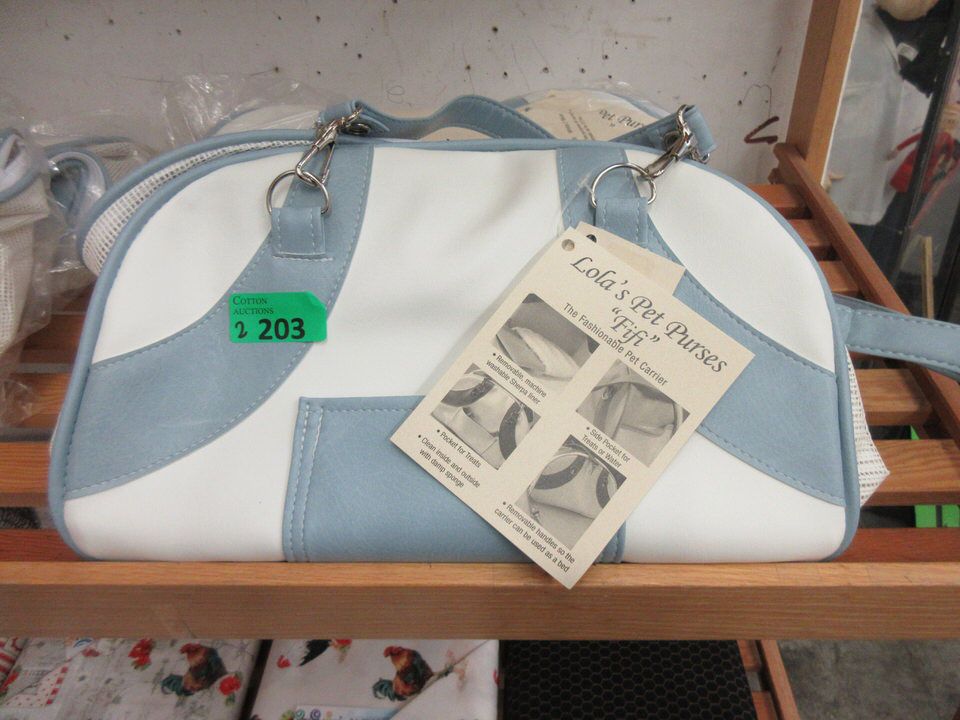 Pet Pur
COTTON
AUCTIONS
2 203
Lola's Pet Purses
"Fifi"
The Fashionable Pet Carrier
• Removable, machine
washable Sherpa liner
• Pocket for Treats
• Clean inside and outside
with damp sponge
• Side Pocket for
Treats or Water
• Removable handles so the
carrier can be used as a bed